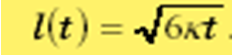 l(t) = √6κt.